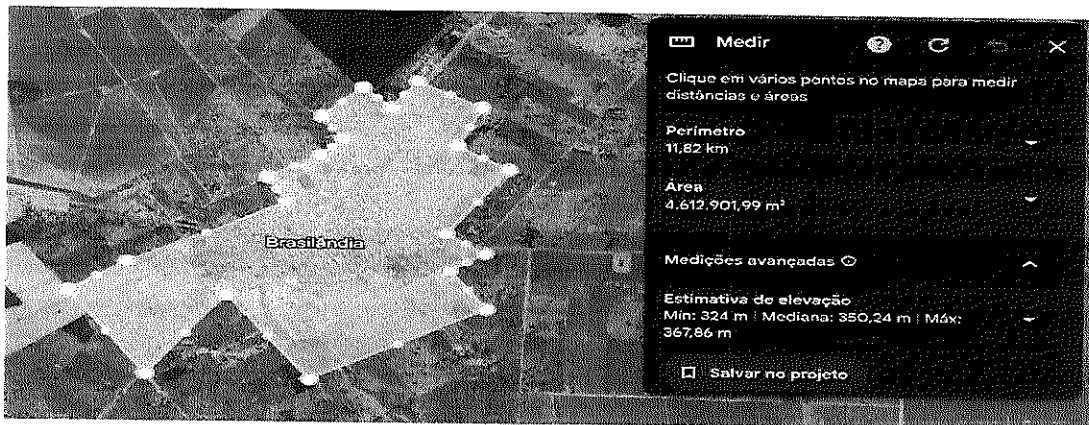 Brasilândia
Medir
Clique em vários pontos no mapa para medir
distâncias e áreas
Perímetro
11,82 km
Área
4.612.901,99 m²
Medições avançadas
Estimativa de elevação
Mín: 324 m | Mediana: 350,24 m | Máx:
367,86 m
Salvar no projeto